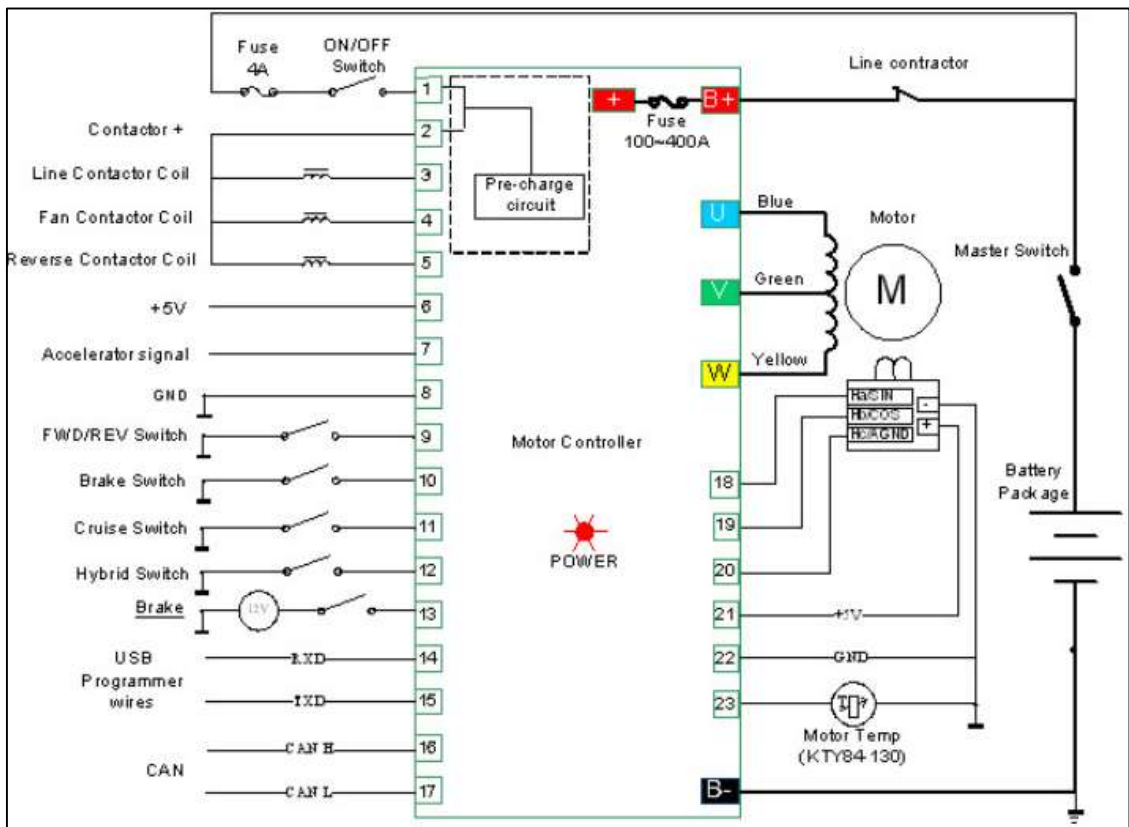 Fuse
4A
ON/OFF
Switch
Line contractor
1
+
B+
Fuse
100~400A
Contactor +
2
Line Contactor Coil
3
Pre-charge
circuit
Fan Contactor Coil
4
U
Blue
Motor
Reverse Contactor Coil
5
Master Switch
M
+5V
6
V
Green
Accelerator signal
7
W
Yellow
GND
8
Ha/SIN
-
Hb/COS
+
Hc/AGND
FWD/REV Switch
9
Motor Controller
Brake Switch
10
18
Battery
Package
Cruise Switch
11
19
POWER
Hybrid Switch
12
20
Brake
12V
13
21
+5V
USB
Programmer
wires
RXD
14
22
GND
TXD
15
23
Motor Temp
(KTY84-130)
CAN
CAN H
16
CAN L
17
B-